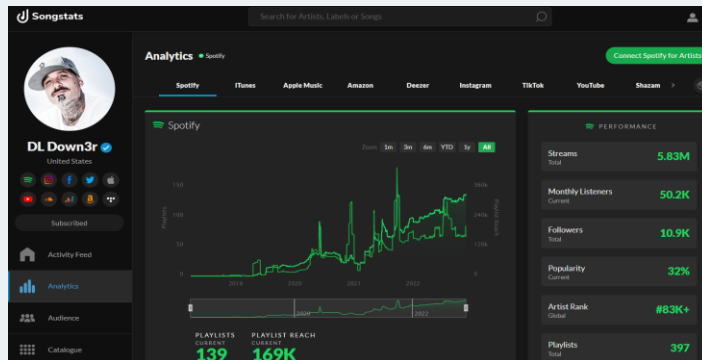 Songstats
Search for Artists, Labels or Songs
DL Down3r
United States
Subscribed
Activity Feed
Analytics
Audience
Catalogue
Analytics Spotify
Connect Spotify for Artists
Spotify iTunes Apple Music Amazon Deezer Instagram TikTok YouTube Shazam
Spotify
Zoom 1m 3m 6m YTD 1y All
Playlists
150
100
50
0
Playlist Reach
360k
240k
120k
0
2019 2020 2021 2022
2020 2022
PLAYLISTS
CURRENT
139
PLAYLIST REACH
CURRENT
169K
PERFORMANCE
Streams
Total
5.83M
Monthly Listeners
Current
50.2K
Followers
Total
10.9K
Popularity
Current
32%
Artist Rank
Global
#83K+
Playlists
Total
397